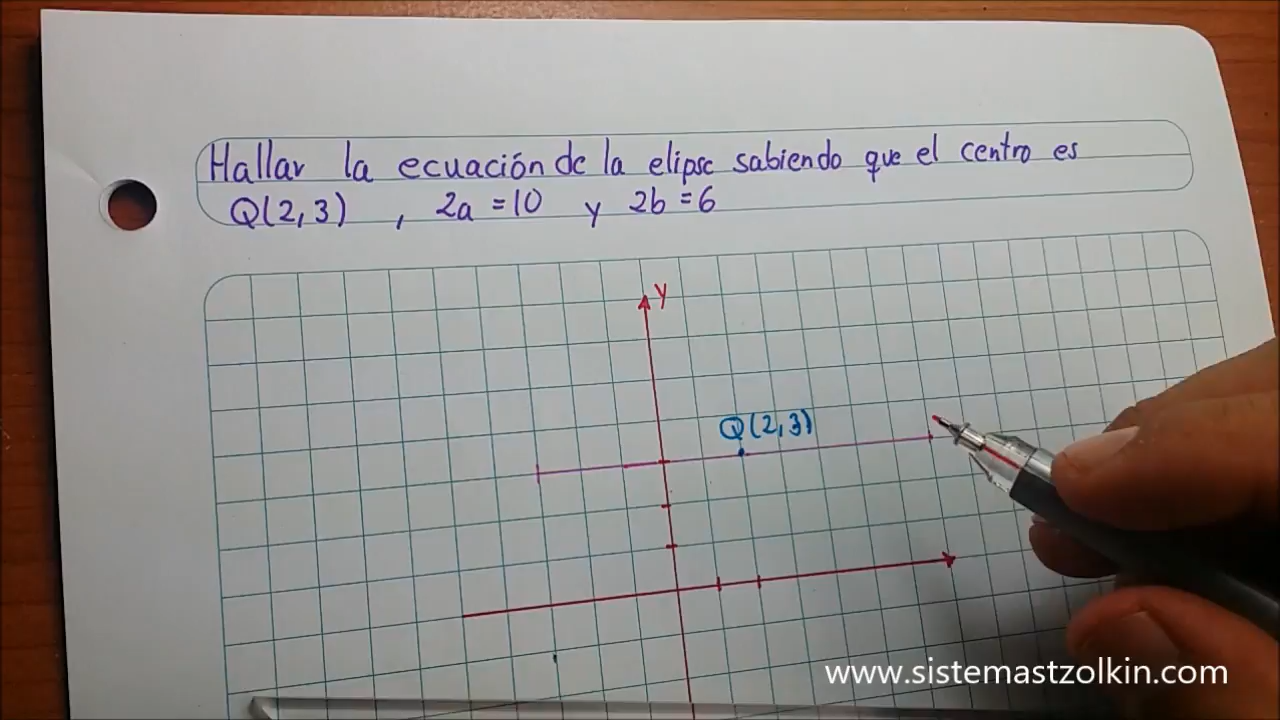 Hallar la ecuación de la elipse sabiendo que el centro es
Q(2,3) , 2a = 10 y 2b = 6
y
Q(2,3)
www.sistemastzolkin.com